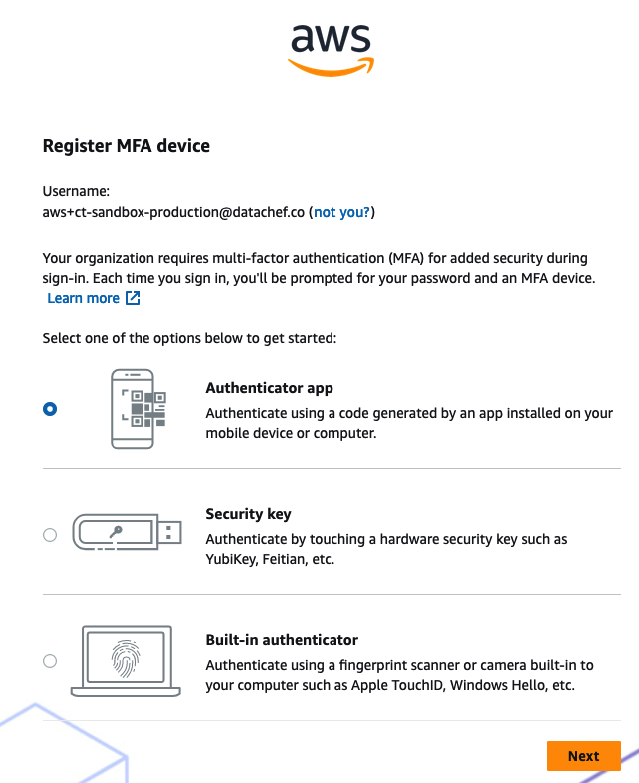 aws
Register MFA device
Username:
aws+ct-sandbox-production@datachef.co (not you?)
Your organization requires multi-factor authentication (MFA) for added security during
sign-in. Each time you sign in, you'll be prompted for your password and an MFA device.
Learn more
Select one of the options below to get started:
Authenticator app
Authenticate using a code generated by an app installed on your
mobile device or computer.
Security key
Authenticate by touching a hardware security key such as
YubiKey, Feitian, etc.
Built-in authenticator
Authenticate using a fingerprint scanner or camera built-in to
your computer such as Apple TouchID, Windows Hello, etc.
Next